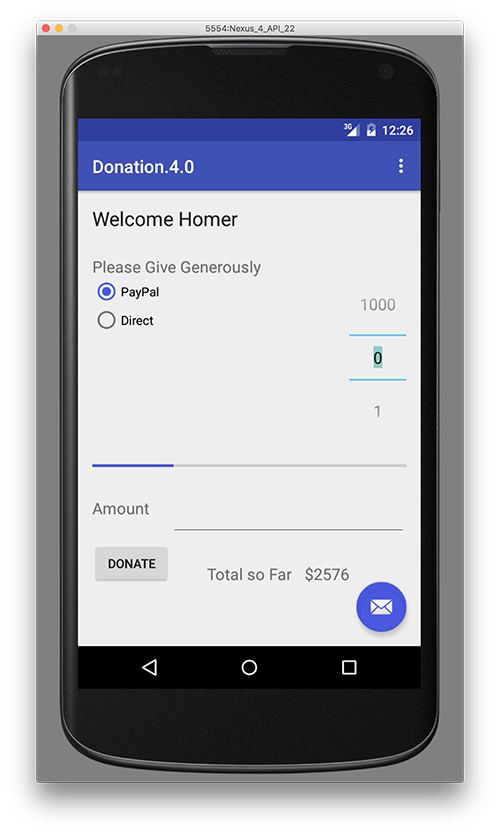 5554:Nexus_4_API_22
3G 12:26
Donation.4.0
Welcome Homer
Please Give Generously
PayPal
Direct
1000
0
1
Amount
DONATE
Total so Far $2576